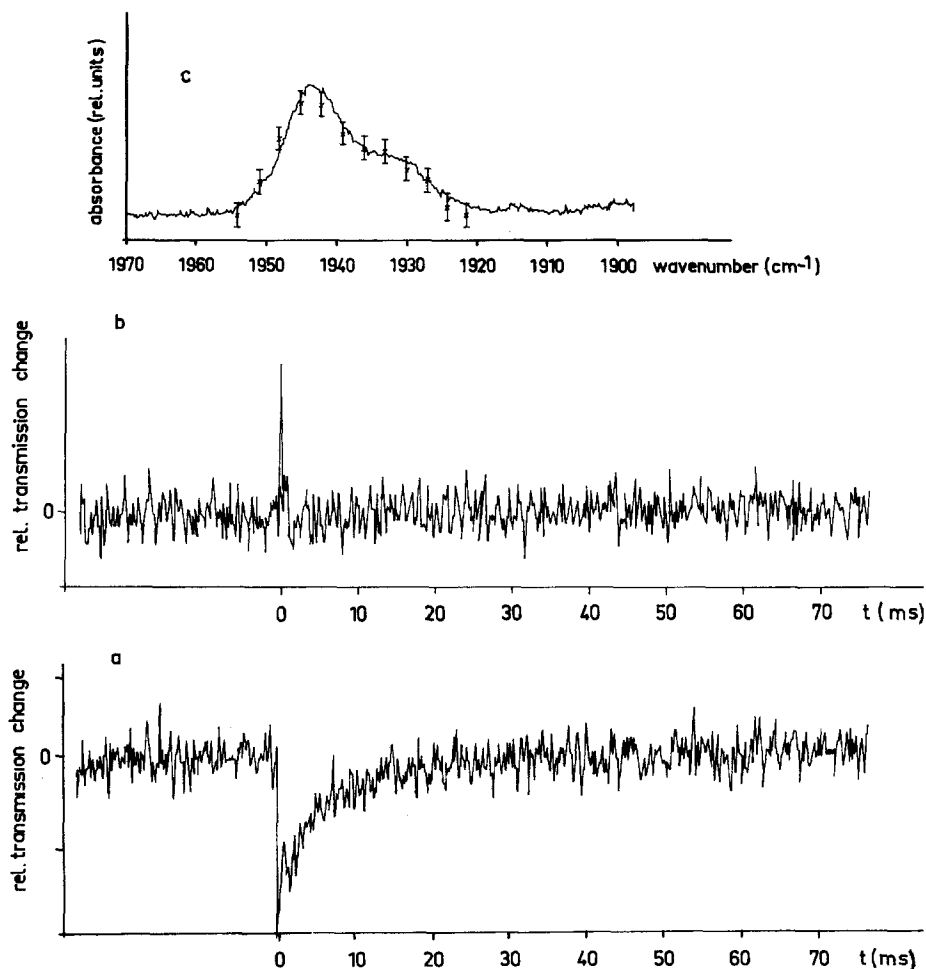 c
absorbance (rel. units)
1970 1960 1950 1940 1930 1920 1910 1900 wavenumber (cm-1)
b
rel. transmission change
0
0 10 20 30 40 50 60 70 t (ms)
a
rel. transmission change
0
0 10 20 30 40 50 60 70 t (ms)